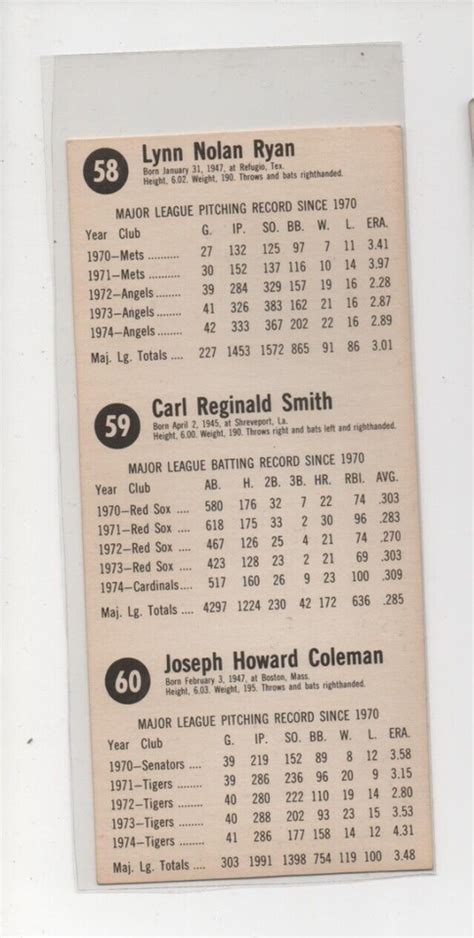 58 Lynn Nolan Ryan
Born January 31, 1947, at Refugio, Tex.
Height, 6.02. Weight, 190. Throws and bats righthanded.
MAJOR LEAGUE PITCHING RECORD SINCE 1970
Year Club G. IP. SO. BB. W. L. ERA.
1970—Mets .......... 27 132 125 97 7 11 3.41
1971—Mets .......... 30 152 137 116 10 14 3.97
1972—Angels ........ 39 284 329 157 19 16 2.28
1973—Angels ........ 41 326 383 162 21 16 2.87
1974—Angels ........ 42 333 367 202 22 16 2.89
Maj. Lg. Totals .... 227 1453 1572 865 91 86 3.01
59 Carl Reginald Smith
Born April 2, 1945, at Shreveport, La.
Height, 6.00. Weight, 190. Throws right and bats left and righthanded.
MAJOR LEAGUE BATTING RECORD SINCE 1970
Year Club AB. H. 2B. 3B. HR. RBI. AVG.
1970—Red Sox .... 580 176 32 7 22 74 .303
1971—Red Sox .... 618 175 33 2 30 96 .283
1972—Red Sox .... 467 126 25 4 21 74 .270
1973—Red Sox .... 423 128 23 2 21 69 .303
1974—Cardinals .... 517 160 26 9 23 100 .309
Maj. Lg. Totals .... 4297 1224 230 42 172 636 .285
60 Joseph Howard Coleman
Born February 3, 1947, at Boston, Mass.
Height, 6.03. Weight, 195. Throws and bats righthanded.
MAJOR LEAGUE PITCHING RECORD SINCE 1970
Year Club G. IP. SO. BB. W. L. ERA.
1970—Senators .... 39 219 152 89 8 12 3.58
1971—Tigers ........ 39 286 236 96 20 9 3.15
1972—Tigers ........ 40 280 222 110 19 14 2.80
1973—Tigers ........ 40 288 202 93 23 15 3.53
1974—Tigers ........ 41 286 177 158 14 12 4.31
Maj. Lg. Totals .... 303 1991 1398 754 119 100 3.48